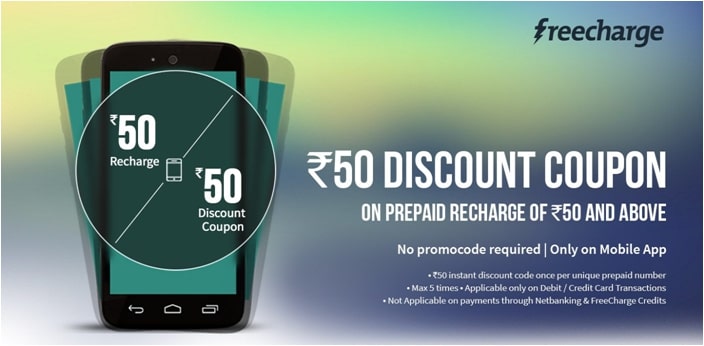 freecharge
₹50
Recharge
₹50
Discount
Coupon
₹50 DISCOUNT COUPON
ON PREPAID RECHARGE OF ₹50 AND ABOVE
No promocode required | Only on Mobile App
• ₹50 instant discount code once per unique prepaid number
• Max 5 times • Applicable only on Debit / Credit Card Transactions
• Not Applicable on payments through Netbanking & FreeCharge Credits